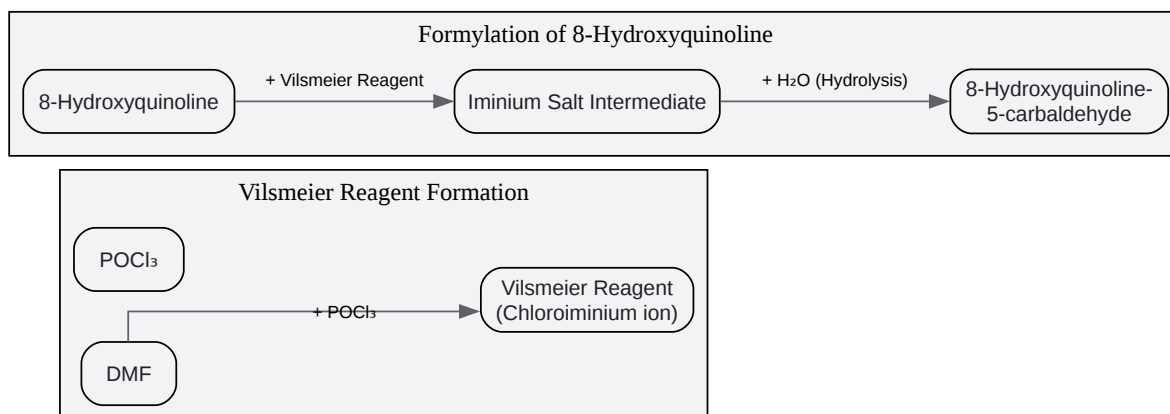 Formylation of 8-Hydroxyquinoline
8-Hydroxyquinoline
+ Vilsmeier Reagent
Iminium Salt Intermediate
+ H₂O (Hydrolysis)
8-Hydroxyquinoline-
5-carbaldehyde
Vilsmeier Reagent Formation
POCl₃
+ POCl₃
Vilsmeier Reagent
(Chloroiminium ion)
DMF